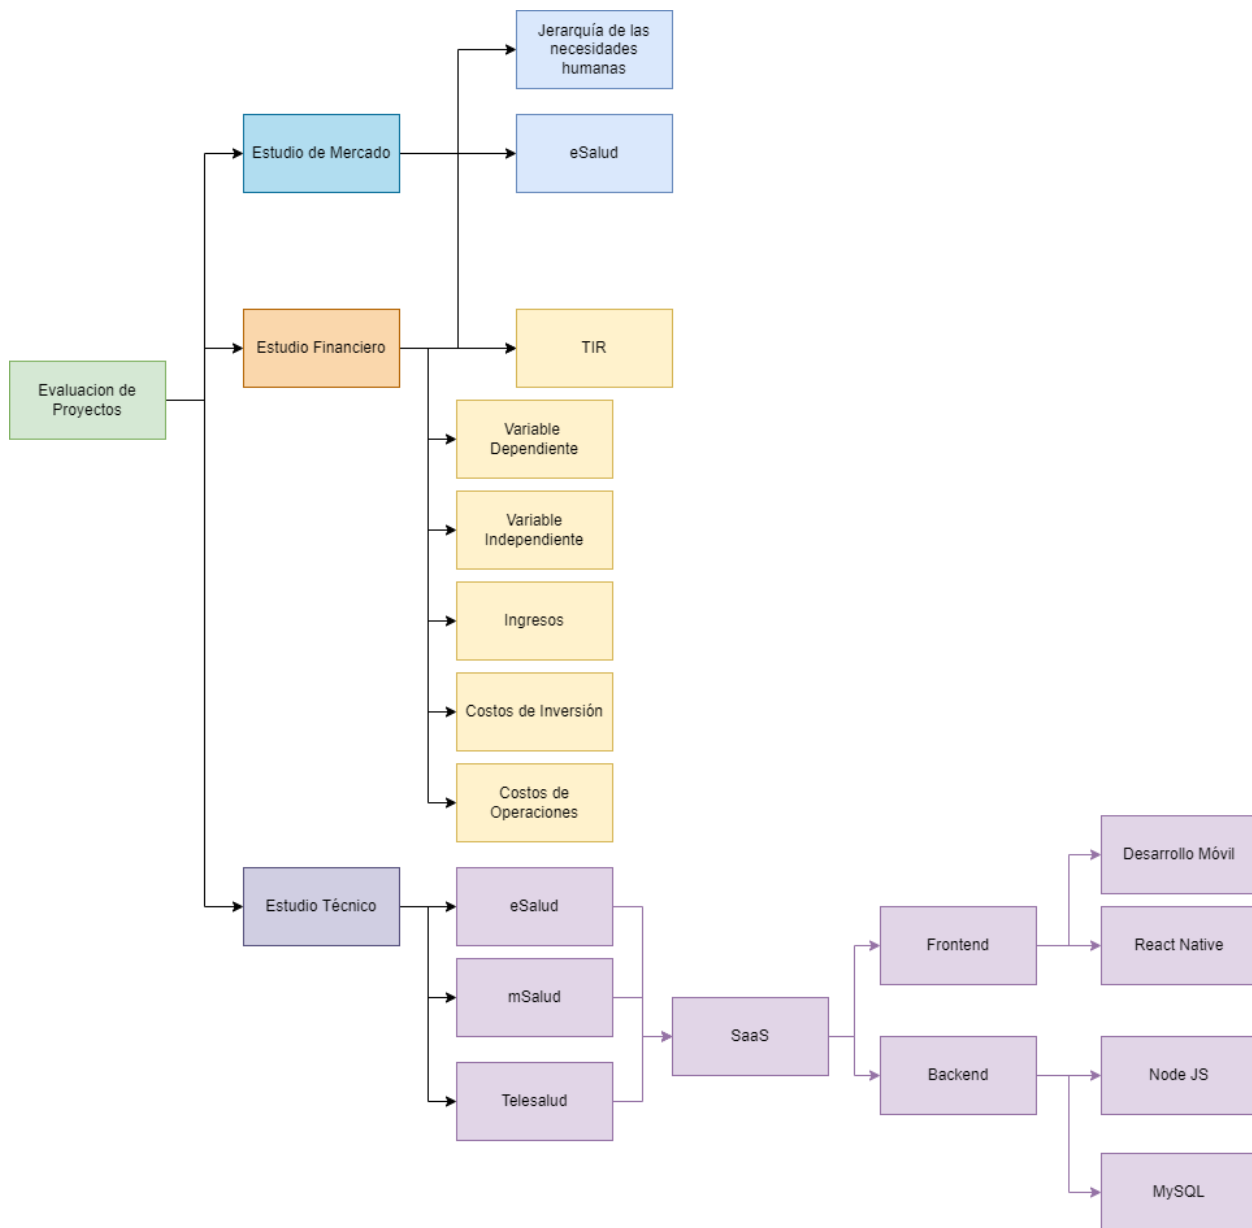 Jerarquía de las
necesidades
humanas
Estudio de Mercado
eSalud
Estudio Financiero
TIR
Evaluacion de
Proyectos
Variable
Dependiente
Variable
Independiente
Ingresos
Costos de Inversión
Costos de
Operaciones
Desarrollo Móvil
Estudio Técnico
eSalud
Frontend
React Native
mSalud
SaaS
Backend
Node JS
Telesalud
MySQL